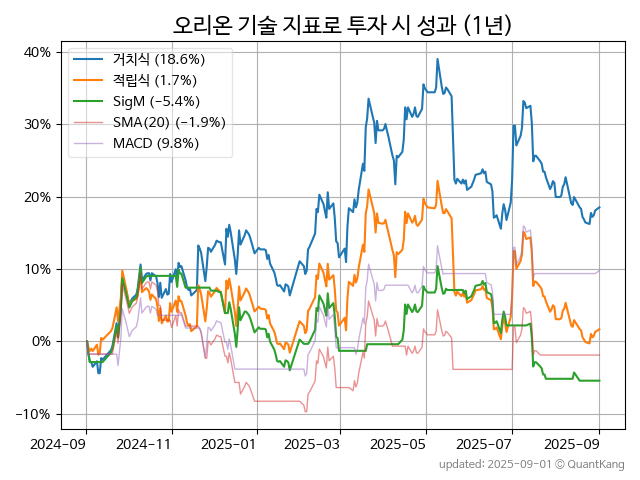 오리온 기술 지표로 투자 시 성과 (1년)
거치식 (18.6%)
적립식 (1.7%)
SigM (−5.4%)
SMA(20) (−1.9%)
MACD (9.8%)
40%
30%
20%
10%
0%
−10%
2024-09 2024-11 2025-01 2025-03 2025-05 2025-07 2025-09
updated: 2025-09-01 © QuantKang